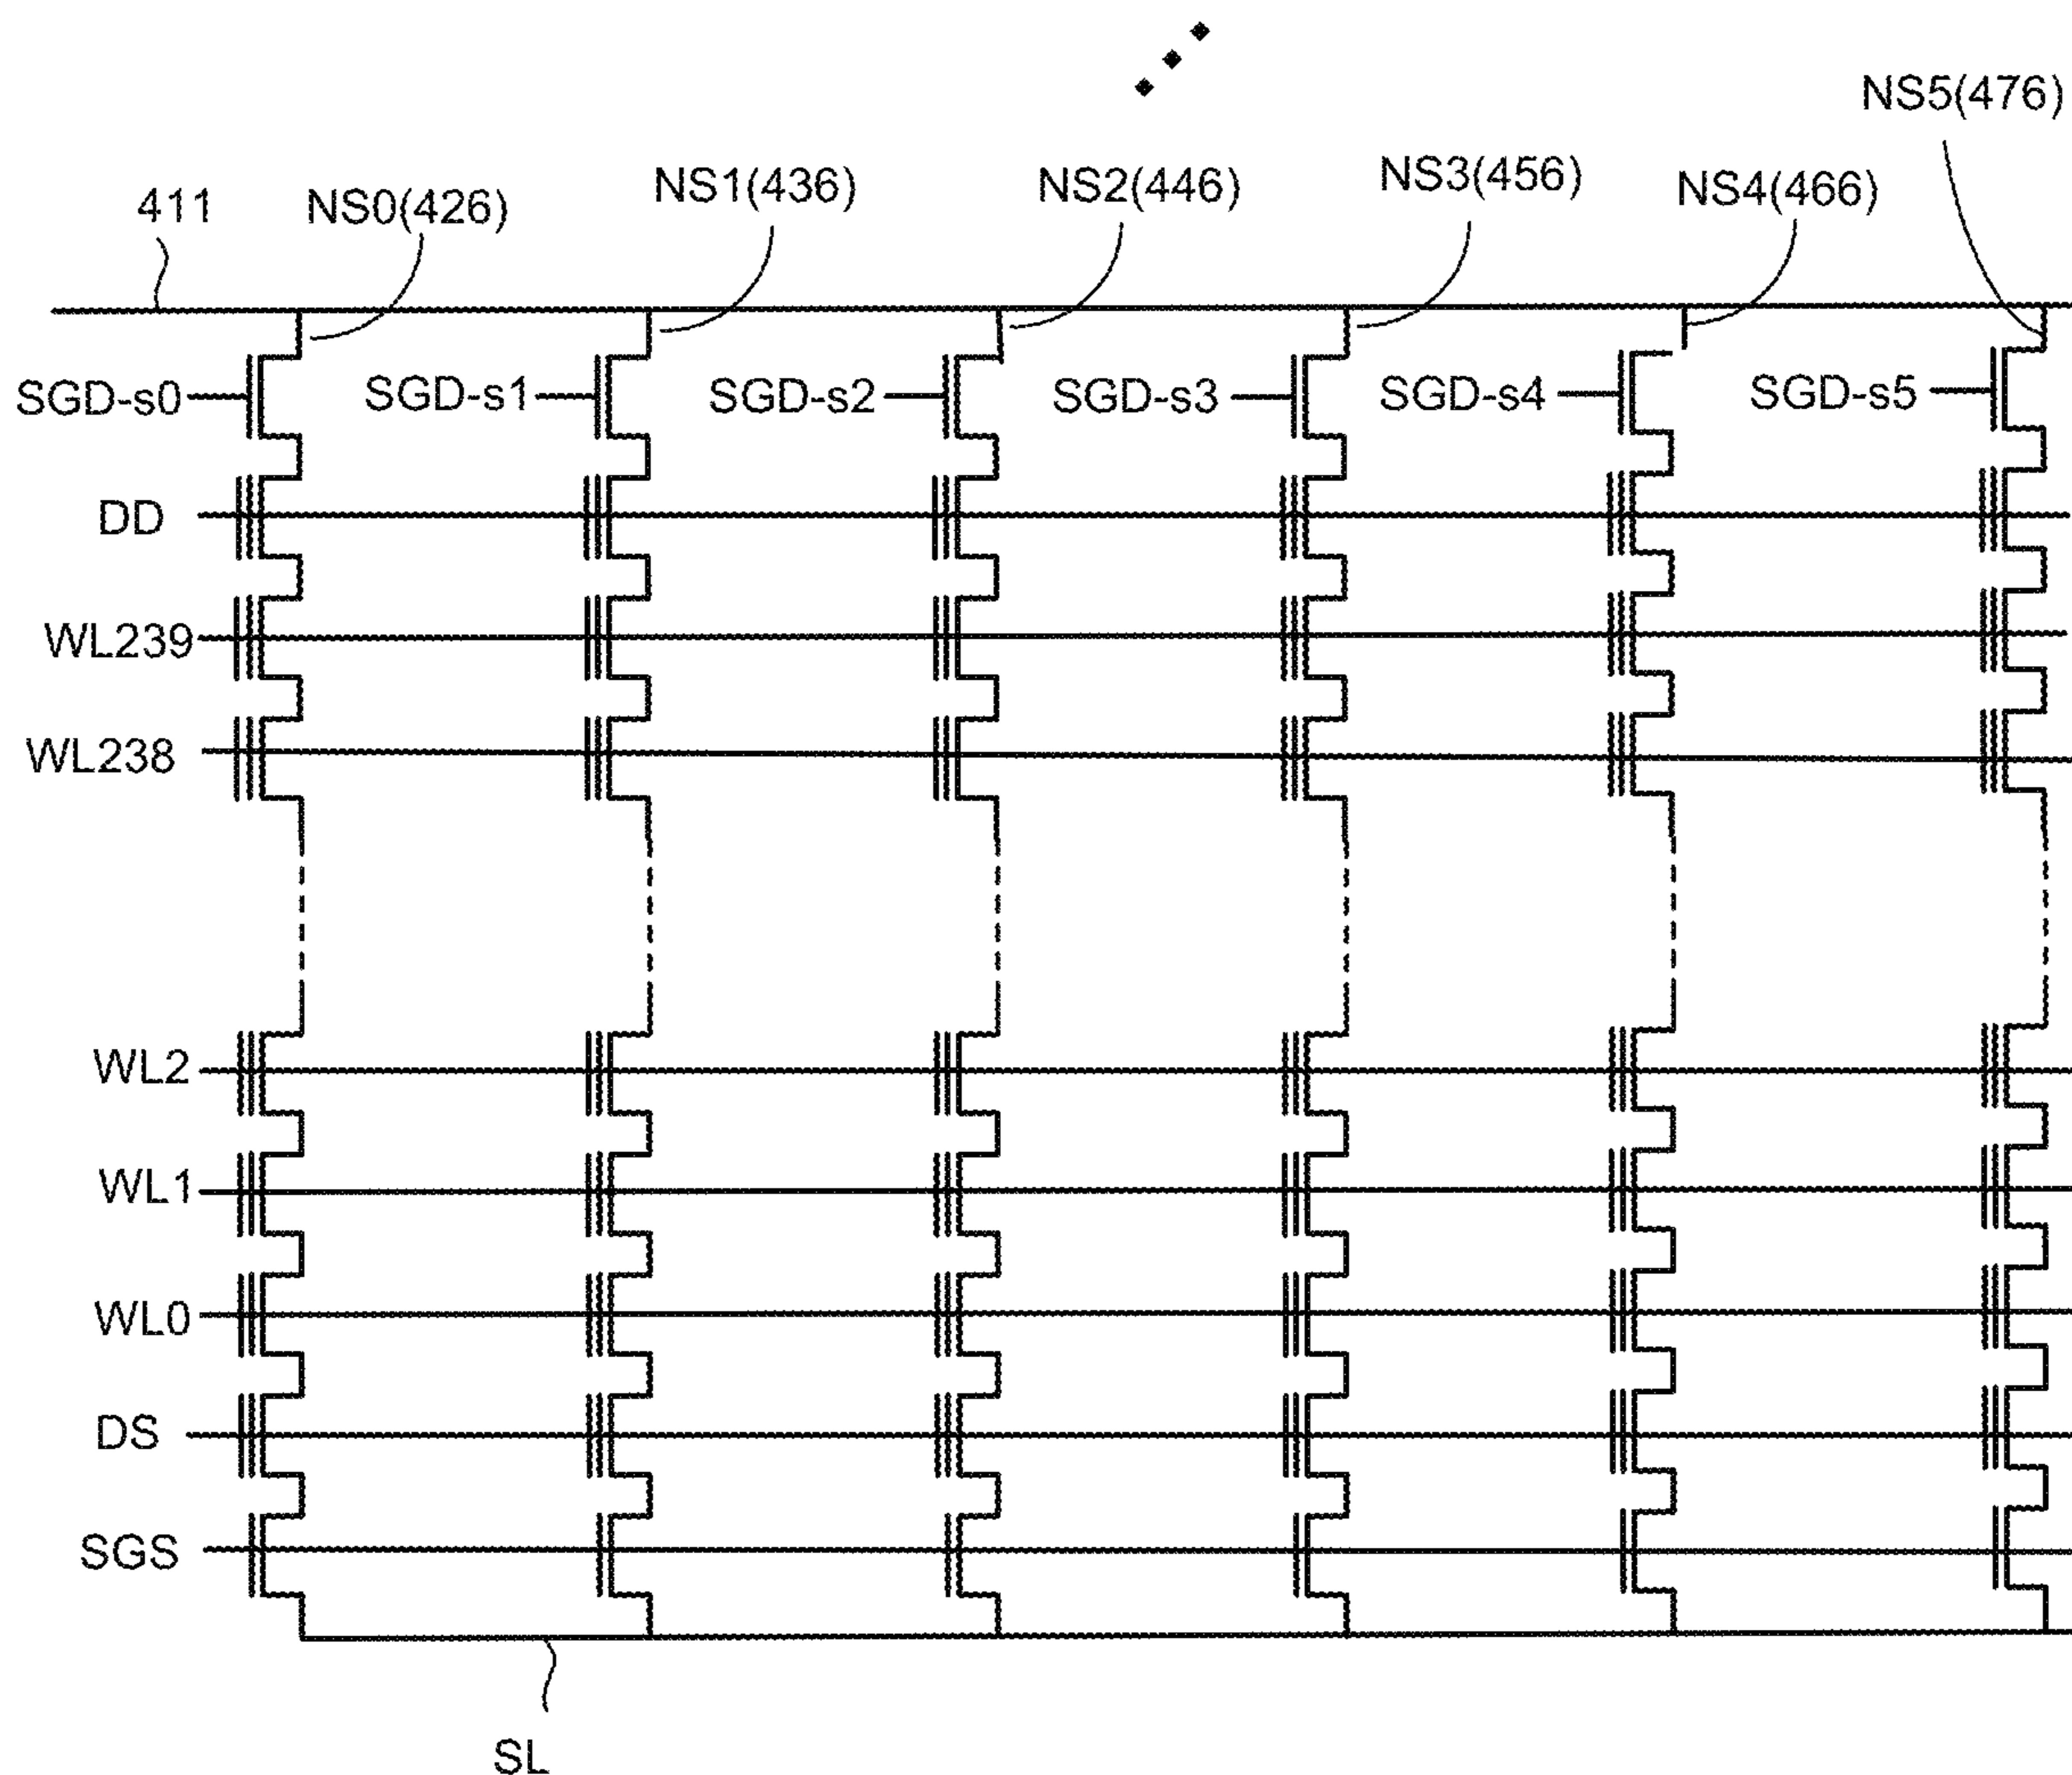 NS5(476)
411
NS0(426)
NS1(436)
NS2(446)
NS3(456)
NS4(466)
SGD-s0
SGD-s1
SGD-s2
SGD-s3
SGD-s4
SGD-s5
DD
WL239
WL238
WL2
WL1
WL0
DS
SGS
SL